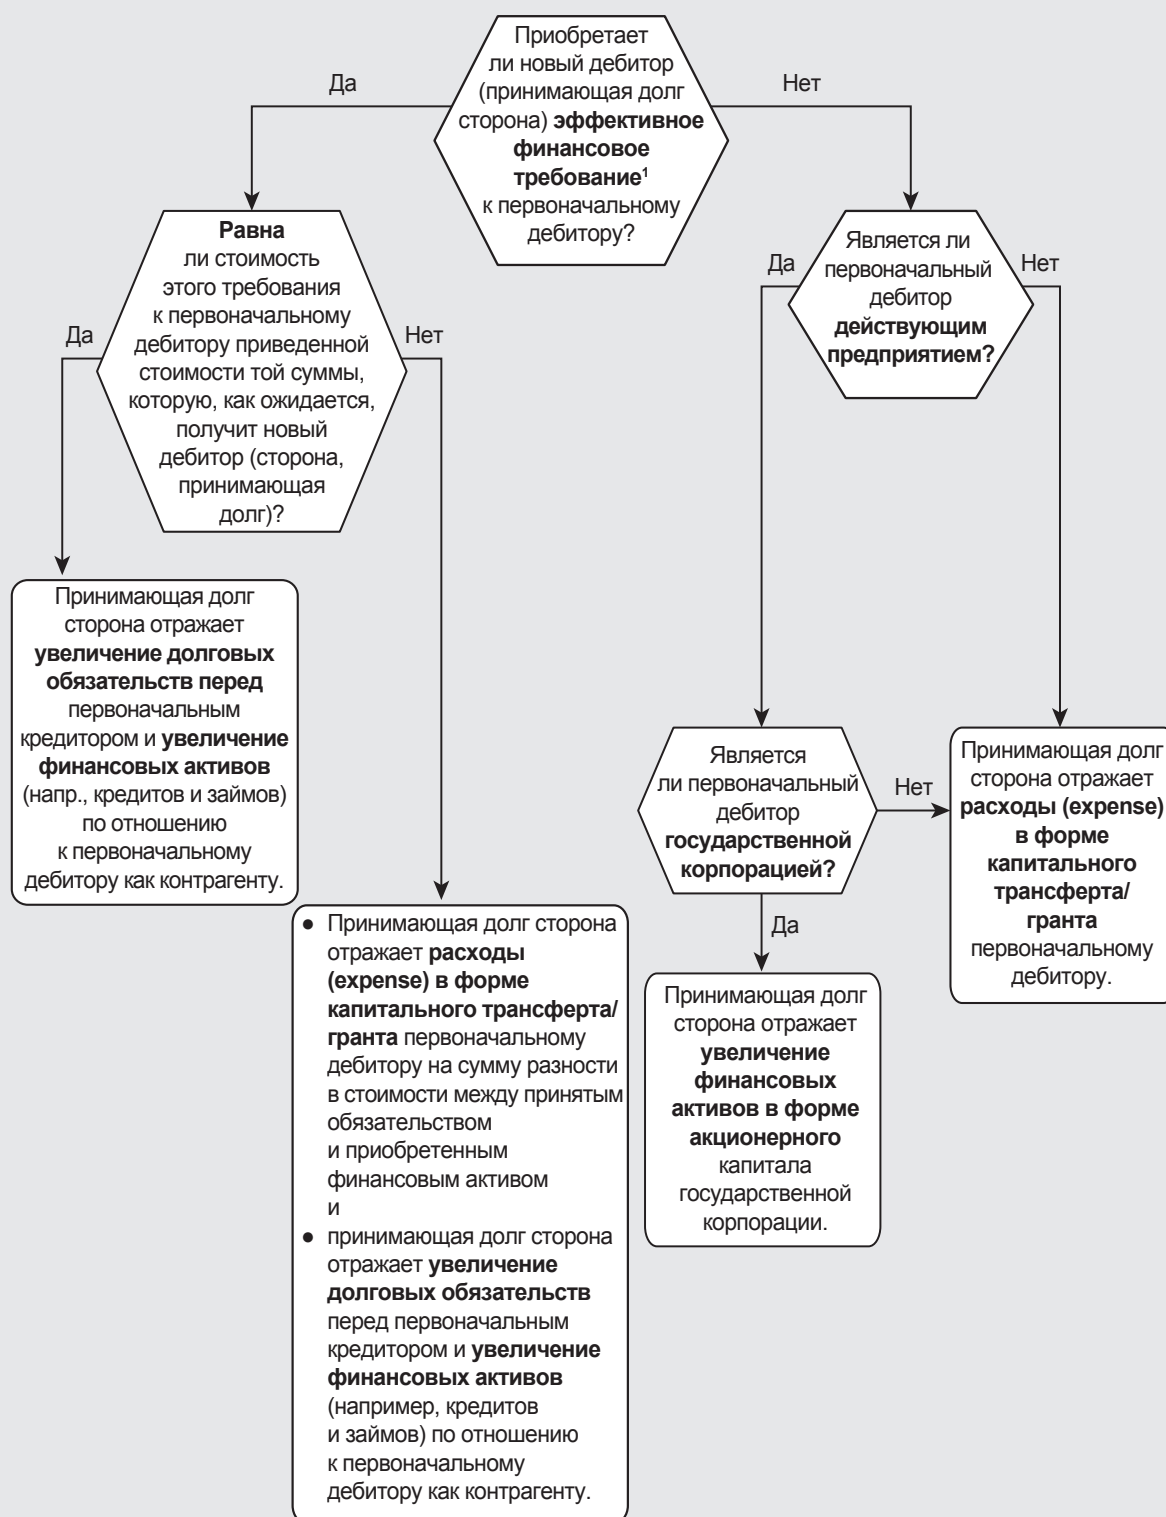 Приобретает
ли новый дебитор
(принимающая долг
сторона) эффективное
финансовое
требование¹
к первоначальному
дебитору?
Да
Нет
Равна
ли стоимость
этого требования
к первоначальному
дебитору приведенной
стоимости той суммы,
которую, как ожидается,
получит новый
дебитор (сторона,
принимающая
долг)?
Да
Нет
Является ли
первоначальный
дебитор
действующим
предприятием?
Да
Нет
Принимающая долг
сторона отражает
увеличение долговых
обязательств перед
первоначальным
кредитором и увеличение
финансовых активов
(напр., кредитов и займов)
по отношению
к первоначальному
дебитору как контрагенту.
● Принимающая долг сторона
отражает расходы
(expense) в форме
капитального трансферта/
гранта первоначальному
дебитору на сумму разности
в стоимости между принятым
обязательством
и приобретенным
финансовым активом
и
● принимающая долг сторона
отражает увеличение
долговых обязательств
перед первоначальным
кредитором и увеличение
финансовых активов
(например, кредитов
и займов) по отношению
к первоначальному
дебитору как контрагенту.
Является
ли первоначальный
дебитор
государственной
корпорацией?
Нет
Да
Принимающая долг
сторона отражает
увеличение
финансовых
активов в форме
акционерного
капитала
государственной
корпорации.
Принимающая долг
сторона отражает
расходы (expense)
в форме
капитального
трансферта/
гранта
первоначальному
дебитору.